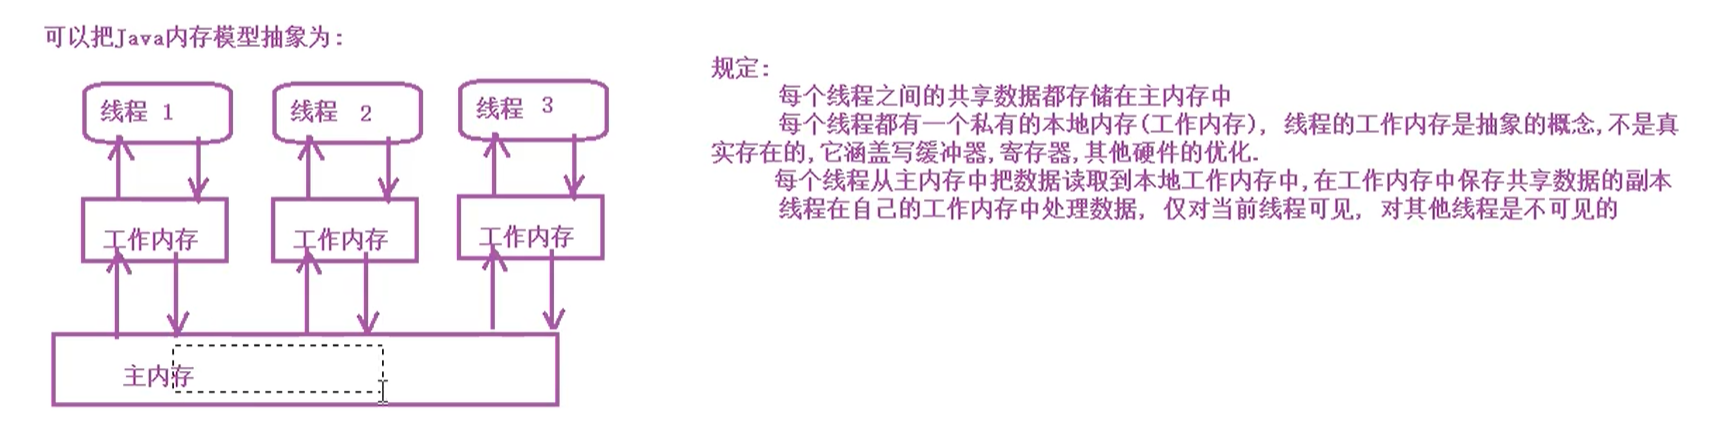 可以把Java内存模型抽象为:
线程 1
线程 2
线程 3
工作内存
工作内存
工作内存
主内存
规定:
每个线程之间的共享数据都存储在主内存中
每个线程都有一个私有的本地内存(工作内存), 线程的工作内存是抽象的概念,不是真
实存在的,它涵盖写缓冲器,寄存器,其他硬件的优化.
每个线程从主内存中把数据读取到本地工作内存中,在工作内存中保存共享数据的副本
线程在自己的工作内存中处理数据, 仅对当前线程可见, 对其他线程是不可见的